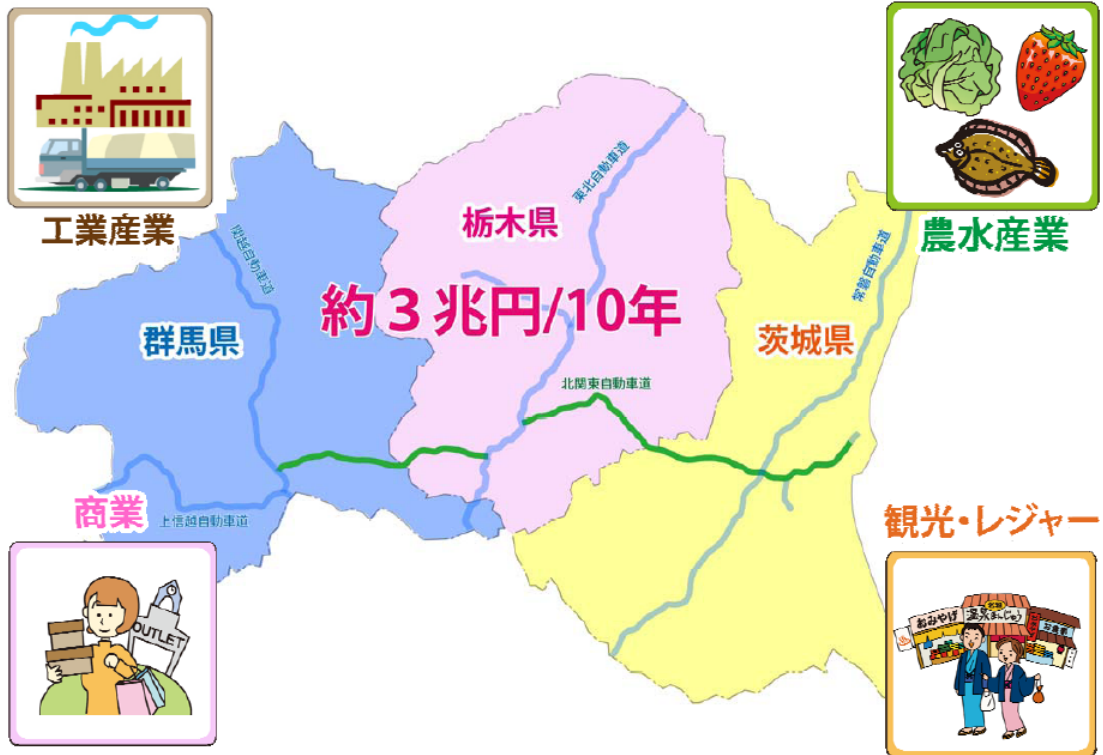 工業産業
農水産業
東北自動車道
栃木県
関越自動車道
常磐自動車道
約3兆円/10年
群馬県
茨城県
北関東自動車道
商業
上信越自動車道
観光・レジャー
OUTLET
おみやげ
温泉まんじゅう